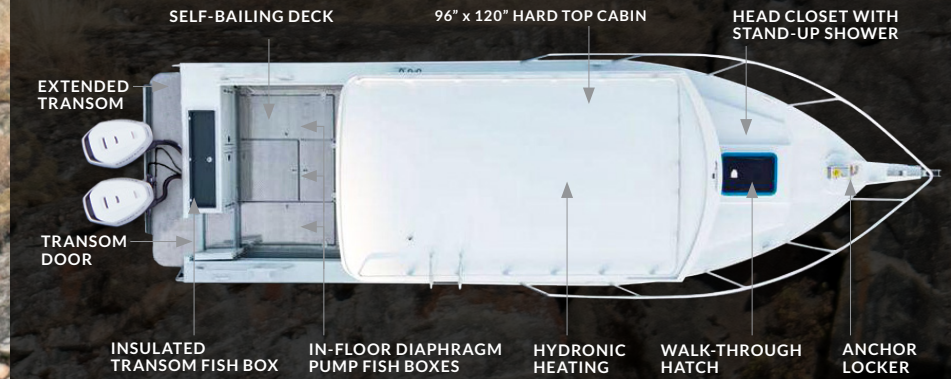 SELF-BAILING DECK
96” x 120” HARD TOP CABIN
HEAD CLOSET WITH
STAND-UP SHOWER
EXTENDED
TRANSOM
TRANSOM
DOOR
INSULATED
TRANSOM FISH BOX
IN-FLOOR DIAPHRAGM
PUMP FISH BOXES
HYDRONIC
HEATING
WALK-THROUGH
HATCH
ANCHOR
LOCKER